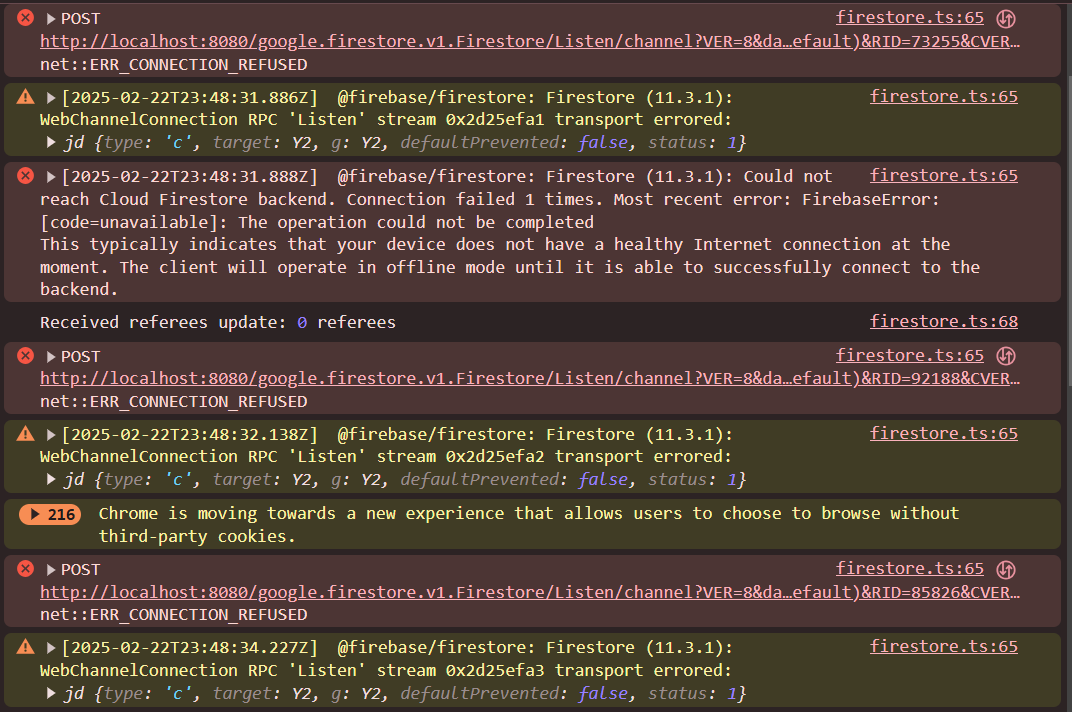 POST firestore.ts:65
http://localhost:8080/google.firestore.v1.Firestore/Listen/channel?VER=8&da…efault)&RID=73255&CVER…
net::ERR_CONNECTION_REFUSED
[2025-02-22T23:48:31.886Z]  @firebase/firestore: Firestore (11.3.1): firestore.ts:65
WebChannelConnection RPC 'Listen' stream 0x2d25efa1 transport errored:
jd {type: 'c', target: Y2, g: Y2, defaultPrevented: false, status: 1}
[2025-02-22T23:48:31.888Z]  @firebase/firestore: Firestore (11.3.1): Could not firestore.ts:65
reach Cloud Firestore backend. Connection failed 1 times. Most recent error: FirebaseError:
[code=unavailable]: The operation could not be completed
This typically indicates that your device does not have a healthy Internet connection at the
moment. The client will operate in offline mode until it is able to successfully connect to the
backend.
Received referees update: 0 referees firestore.ts:68
POST firestore.ts:65
http://localhost:8080/google.firestore.v1.Firestore/Listen/channel?VER=8&da…efault)&RID=92188&CVER…
net::ERR_CONNECTION_REFUSED
[2025-02-22T23:48:32.138Z]  @firebase/firestore: Firestore (11.3.1): firestore.ts:65
WebChannelConnection RPC 'Listen' stream 0x2d25efa2 transport errored:
jd {type: 'c', target: Y2, g: Y2, defaultPrevented: false, status: 1}
216 Chrome is moving towards a new experience that allows users to choose to browse without
third-party cookies.
POST firestore.ts:65
http://localhost:8080/google.firestore.v1.Firestore/Listen/channel?VER=8&da…efault)&RID=85826&CVER…
net::ERR_CONNECTION_REFUSED
[2025-02-22T23:48:34.227Z]  @firebase/firestore: Firestore (11.3.1): firestore.ts:65
WebChannelConnection RPC 'Listen' stream 0x2d25efa3 transport errored:
jd {type: 'c', target: Y2, g: Y2, defaultPrevented: false, status: 1}